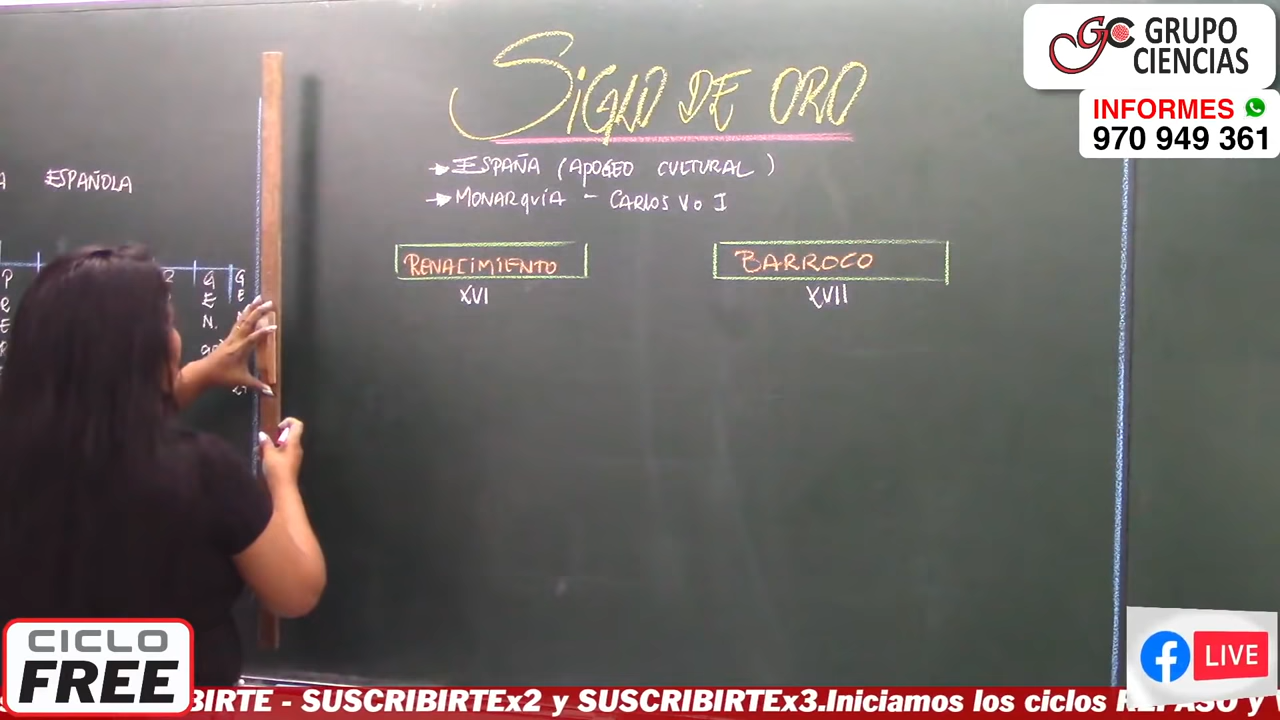 SIGLO DE ORO
→ ESPAÑA (APOGEO CULTURAL)
→ MONARQUÍA - CARLOS V o I
RENACIMIENTO
XVI
BARROCO
XVII
ESPAÑOLA
G
E
N.
GRUPO
CIENCIAS
INFORMES
970 949 361
CICLO
FREE
LIVE
BIRTE - SUSCRIBIRTEx2 y SUSCRIBIRTEx3.Iniciamos los ciclos REPASO y